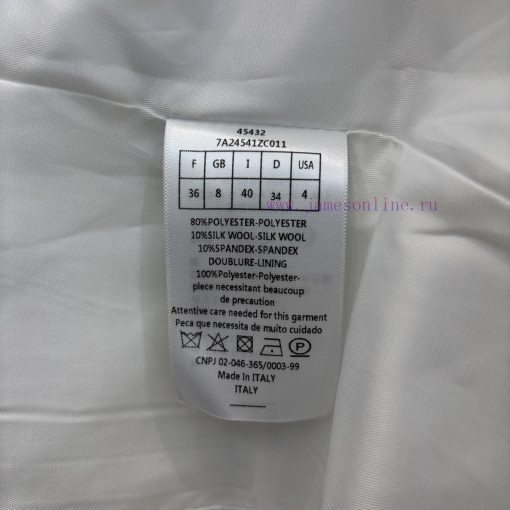 45432
7A24541ZC011
F GB I D USA
36 8 40 34 4
www.jamesonline.ru
80%POLYESTER-POLYESTER
10%SILK WOOL-SILK WOOL
10%SPANDEX-SPANDEX
DOUBLURE-LINING
100%Polyester-Polyester-
piece necessitant beaucoup
de precaution
Attentive care needed for this garment
Peca que necessita de muito cuidado
CNPJ 02-046-365/0003-99
Made In ITALY
ITALY